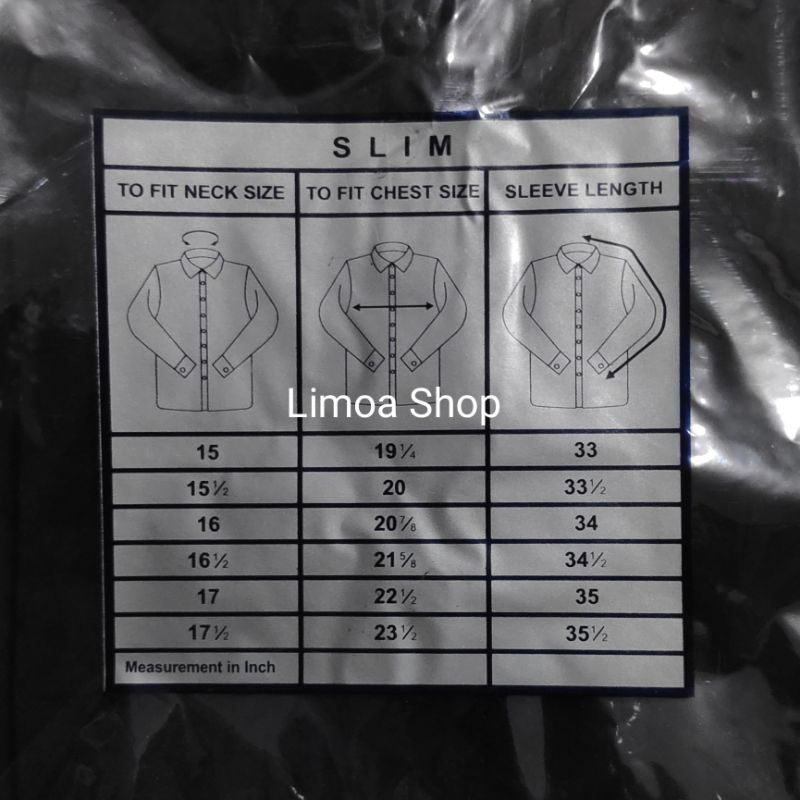 SLIM
TO FIT NECK SIZE TO FIT CHEST SIZE SLEEVE LENGTH
Limoa Shop
15 19¼ 33
15½ 20 33½
16 20⅞ 34
16½ 21⅝ 34½
17 22½ 35
17½ 23½ 35½
Measurement in Inch